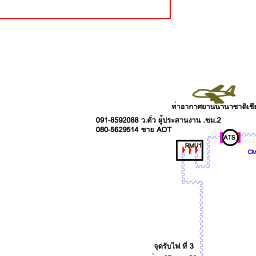 ท่าอากาศยานนานาชาติเชีย
091-8592088 ว.ตั๋ว ผู้ประสานงาน .ชม.2
080-5629514 ชาย AOT
RMU1
ATS
CM
จุดรับไฟ ที่ 3